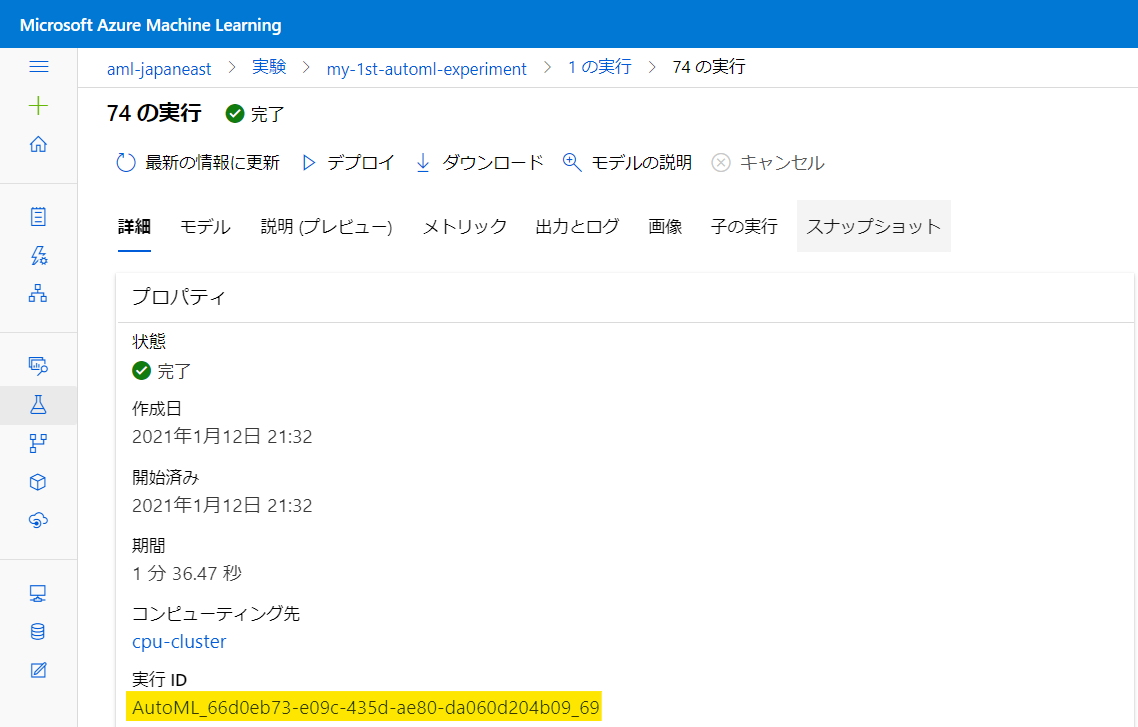 Microsoft Azure Machine Learning
aml-japaneast > 実験 > my-1st-automl-experiment > 1 の実行 > 74 の実行
74 の実行 完了
最新の情報に更新 デプロイ ダウンロード モデルの説明 キャンセル
詳細 モデル 説明 (プレビュー) メトリック 出力とログ 画像 子の実行 スナップショット
プロパティ
状態
完了
作成日
2021年1月12日 21:32
開始済み
2021年1月12日 21:32
期間
1 分 36.47 秒
コンピューティング先
cpu-cluster
実行 ID
AutoML_66d0eb73-e09c-435d-ae80-da060d204b09_69